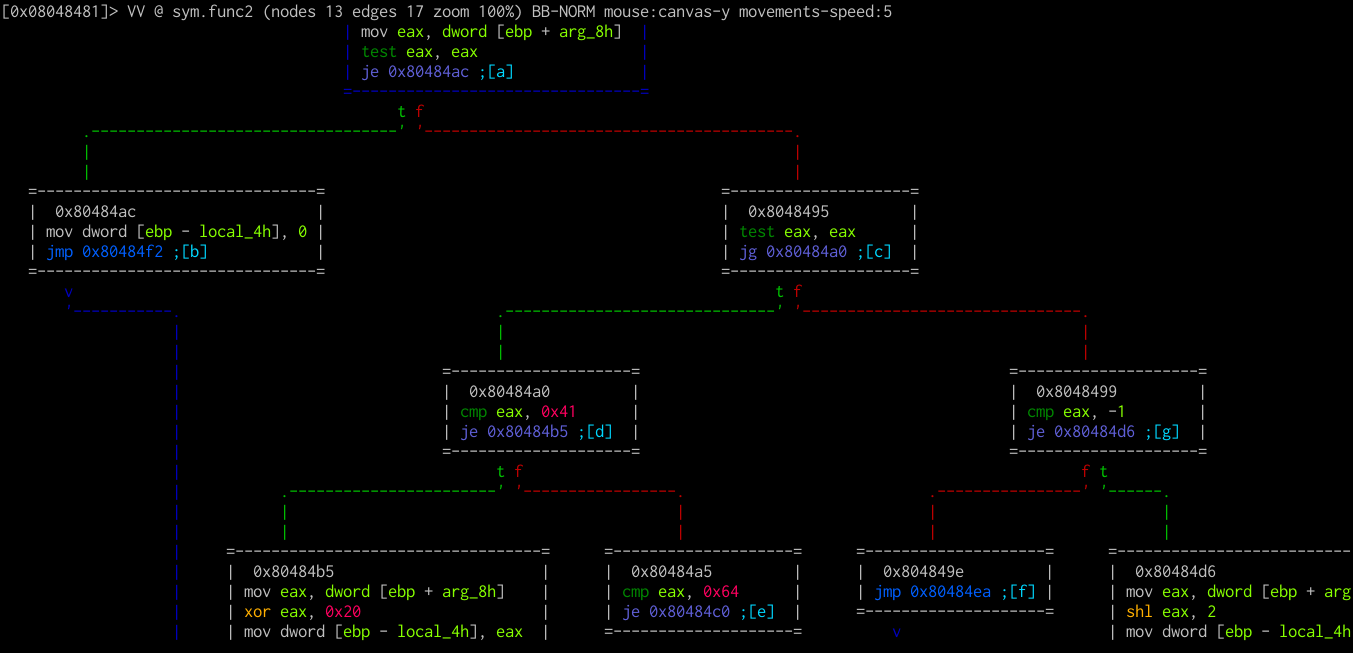 [0x08048481]> VV @ sym.func2 (nodes 13 edges 17 zoom 100%) BB-NORM mouse:canvas-y movements-speed:5
mov eax, dword [ebp + arg_8h]
test eax, eax
je 0x80484ac ;[a]
t f
0x80484ac
mov dword [ebp - local_4h], 0
jmp 0x80484f2 ;[b]
v
0x8048495
test eax, eax
jg 0x80484a0 ;[c]
t f
0x80484a0
cmp eax, 0x41
je 0x80484b5 ;[d]
t f
0x8048499
cmp eax, -1
je 0x80484d6 ;[g]
f t
0x80484b5
mov eax, dword [ebp + arg_8h]
xor eax, 0x20
mov dword [ebp - local_4h], eax
0x80484a5
cmp eax, 0x64
je 0x80484c0 ;[e]
0x804849e
jmp 0x80484ea ;[f]
v
0x80484d6
mov eax, dword [ebp + arg
shl eax, 2
mov dword [ebp - local_4h